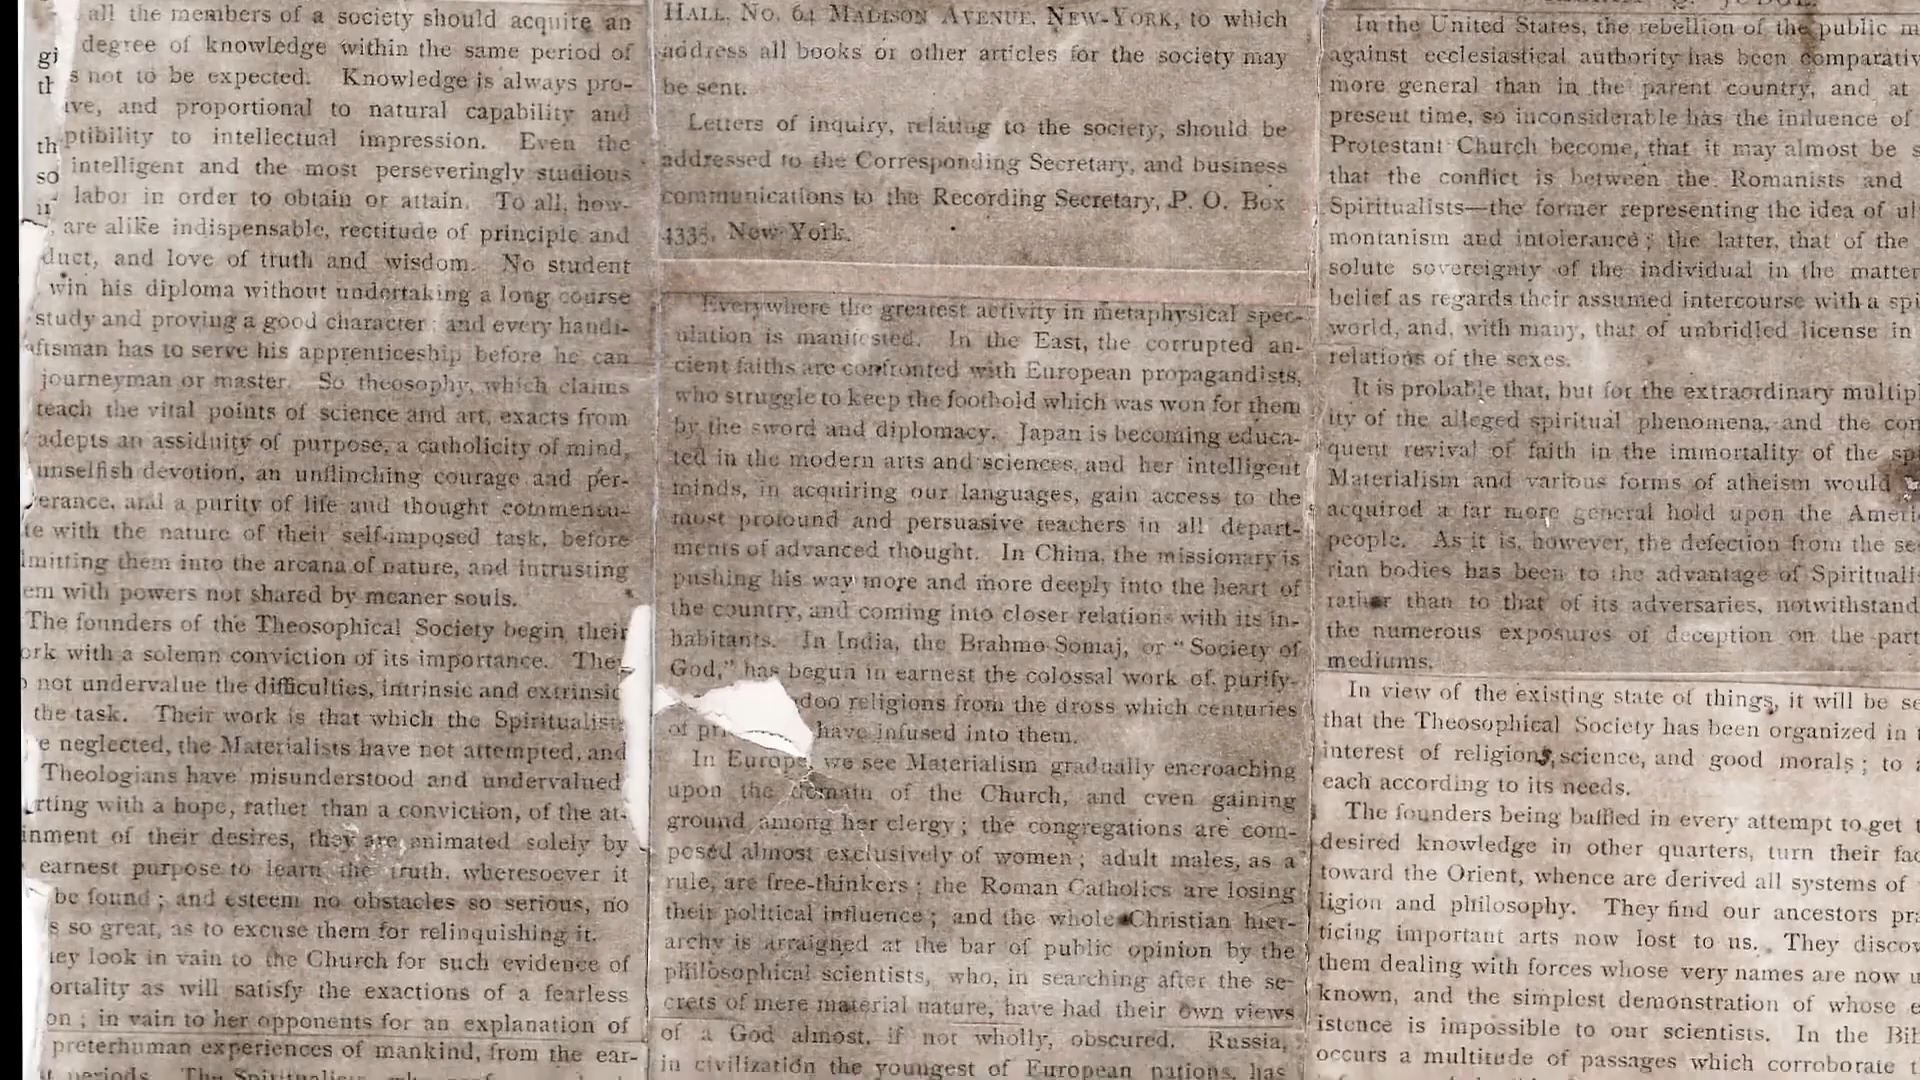 all the members of a society should acquire an
degree of knowledge within the same period of
s not to be expected. Knowledge is always pro-
ive, and proportional to natural capability and
ptibility to intellectual impression. Even the
intelligent and the most perseveringly studious
labor in order to obtain or attain. To all, how-
are alike indispensable, rectitude of principle and
duct, and love of truth and wisdom. No student
win his diploma without undertaking a long course
study and proving a good character; and every handi-
aftsman has to serve his apprenticeship before he can
journeyman or master. So theosophy, which claims
teach the vital points of science and art, exacts from
adepts an assiduity of purpose, a catholicity of mind,
unselfish devotion, an unflinching courage and per-
verance, and a purity of life and thought commensu-
te with the nature of their self-imposed task, before
mitting them into the arcana of nature, and intrusting
em with powers not shared by meaner souls.
The founders of the Theosophical Society begin their
ork with a solemn conviction of its importance. They
not undervalue the difficulties, intrinsic and extrinsic
the task. Their work is that which the Spiritualists
e neglected, the Materialists have not attempted, and
Theologians have misunderstood and undervalued
rting with a hope, rather than a conviction, of the at-
inment of their desires, they are animated solely by
earnest purpose to learn the truth, wheresoever it
be found; and esteem no obstacles so serious, no
s so great, as to excuse them for relinquishing it.
ey look in vain to the Church for such evidence of
ortality as will satisfy the exactions of a fearless
on; in vain to her opponents for an explanation of
preterhuman experiences of mankind, from the ear-
periods. The Spiritualists
gi
th
th
so
HALL, NO. 64 MADISON AVENUE, NEW-YORK, to which
address all books or other articles for the society may
be sent.
Letters of inquiry, relating to the society, should be
addressed to the Corresponding Secretary, and business
communications to the Recording Secretary, P. O. Box
4335, New-York.
Everywhere the greatest activity in metaphysical spec-
ulation is manifested. In the East, the corrupted an-
cient faiths are confronted with European propagandists,
who struggle to keep the foothold which was won for them
by the sword and diplomacy. Japan is becoming educa-
ted in the modern arts and sciences, and her intelligent
minds, in acquiring our languages, gain access to the
most profound and persuasive teachers in all depart-
ments of advanced thought. In China, the missionary is
pushing his way more and more deeply into the heart of
the country, and coming into closer relations with its in-
habitants. In India, the Brahmo-Somaj, or “Society of
God,” has begun in earnest the colossal work of purify-
doo religions from the dross which centuries
of pri have infused into them.
In Europe, we see Materialism gradually encroaching
upon the domain of the Church, and even gaining
ground among her clergy; the congregations are com-
posed almost exclusively of women; adult males, as a
rule, are free-thinkers; the Roman Catholics are losing
their political influence; and the whole Christian hier-
archy is arraigned at the bar of public opinion by the
philosophical scientists, who, in searching after the se-
crets of mere material nature, have had their own views
of a God almost, if not wholly, obscured. Russia,
in civilization the youngest of European nations, has
In the United States, the rebellion of the public m
against ecclesiastical authority has been comparativ
more general than in the parent country, and at
present time, so inconsiderable has the influence of
Protestant Church become, that it may almost be s
that the conflict is between the Romanists and
Spiritualists—the former representing the idea of ul
montanism and intolerance; the latter, that of the
solute sovereignty of the individual in the matter
belief as regards their assumed intercourse with a spi
world, and, with many, that of unbridled license in
relations of the sexes.
It is probable that, but for the extraordinary multipl
ity of the alleged spiritual phenomena, and the con
quent revival of faith in the immortality of the spi
Materialism and various forms of atheism would
acquired a far more general hold upon the Ameri
people. As it is, however, the defection from the se
rian bodies has been to the advantage of Spirituali
rather than to that of its adversaries, notwithstand
the numerous exposures of deception on the part
mediums.
In view of the existing state of things, it will be se
that the Theosophical Society has been organized in t
interest of religion, science, and good morals; to a
each according to its needs.
The founders being baffled in every attempt to get t
desired knowledge in other quarters, turn their fac
toward the Orient, whence are derived all systems of
ligion and philosophy. They find our ancestors pra
ticing important arts now lost to us. They discov
them dealing with forces whose very names are now u
known, and the simplest demonstration of whose e
istence is impossible to our scientists. In the Bib
occurs a multitude of passages which corroborate t